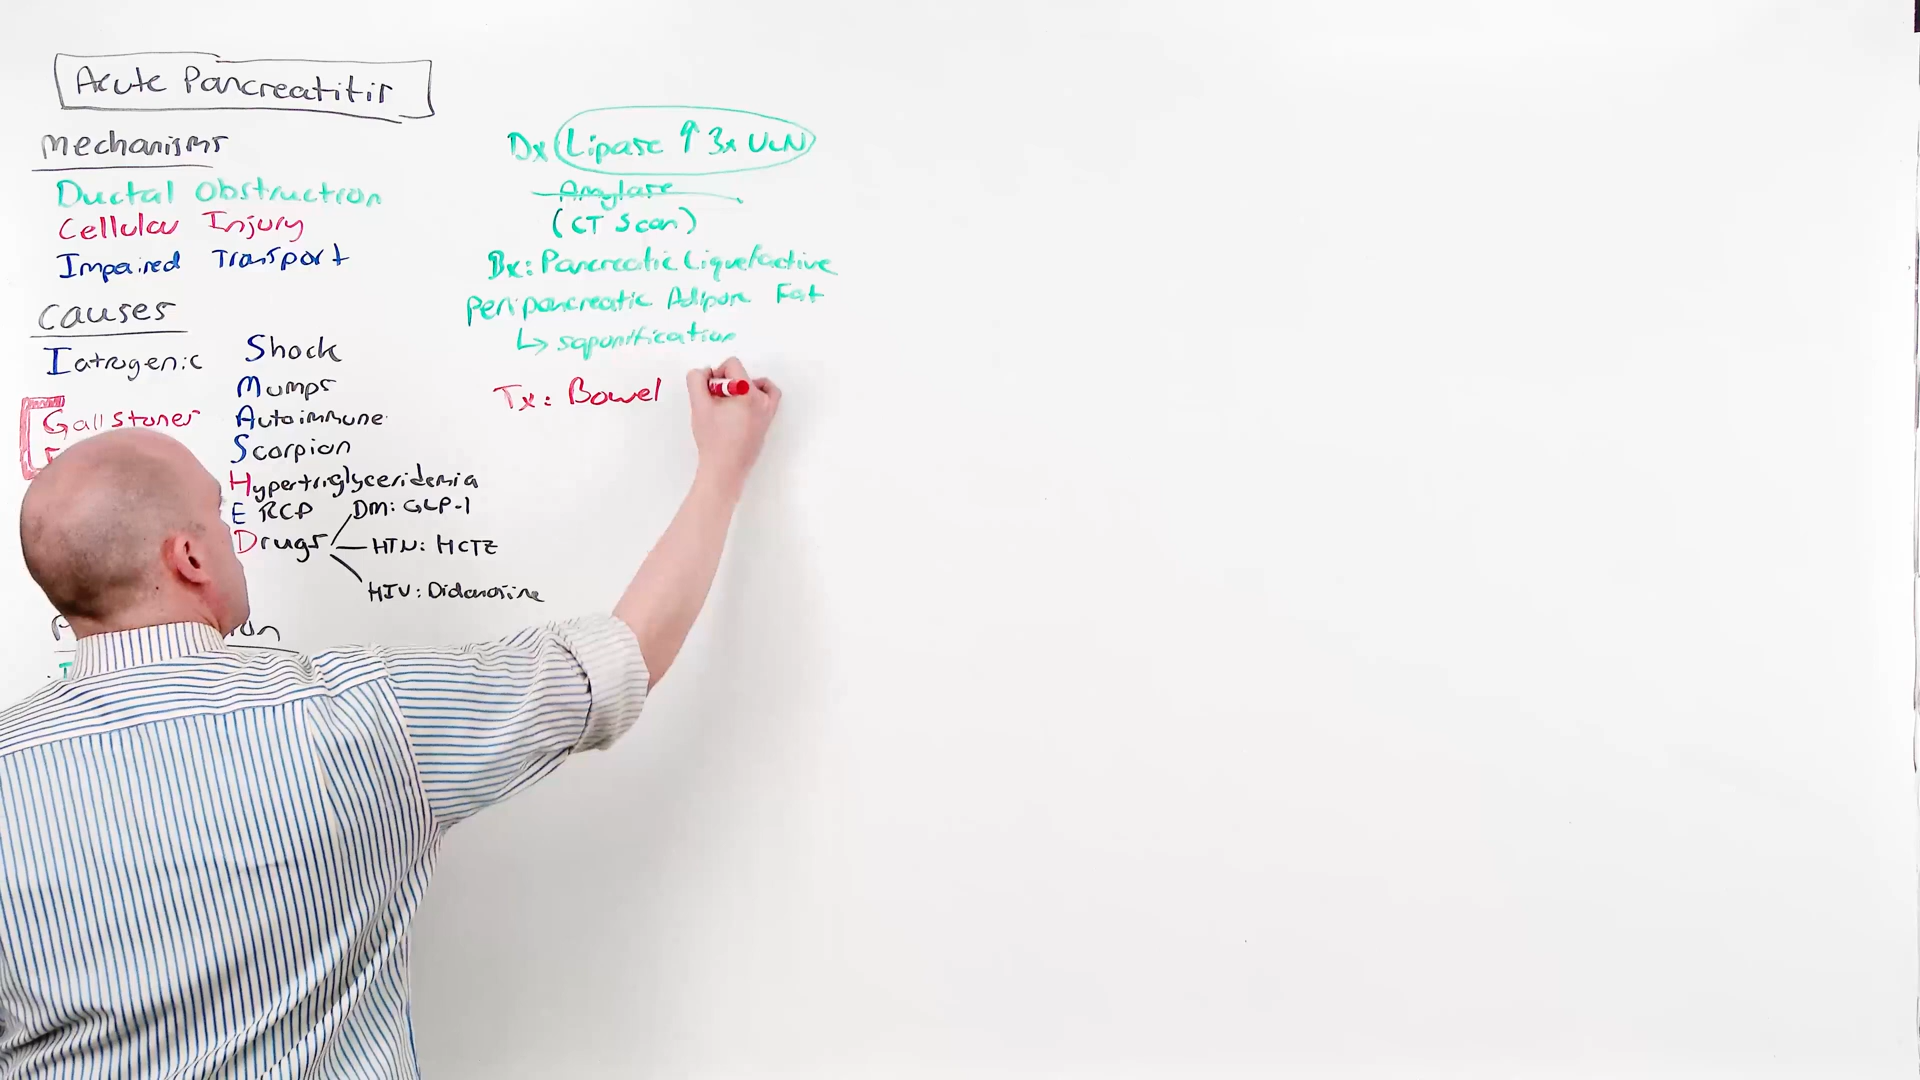 Acute Pancreatitis
Mechanisms
Ductal Obstruction
Cellular Injury
Impaired Transport
Causes
Iatrogenic
Gallstones
Shock
Mumps
Autoimmune
Scorpion
Hypertriglyceridemia
ERCP
Drugs
DM: GLP-1
HTN: HCTZ
HIV: Didanosine
Dx Lipase ↑ 3x ULN
Amylase
(CT Scan)
Bx: Pancreatic Liquefactive
Peripancreatic Adipose Fat
↳ saponification
Tx: Bowel